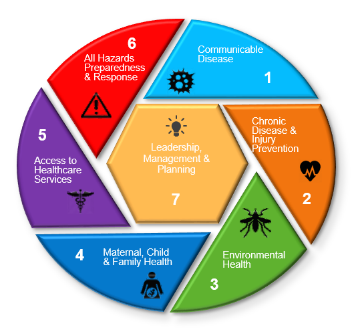 Communicable
Disease
1
Chronic
Disease &
Injury
Prevention
2
Environmental
Health
3
Maternal, Child
& Family Health
4
5
Access to
Healthcare
Services
6
All Hazards
Preparedness
& Response
Leadership,
Management &
Planning
7